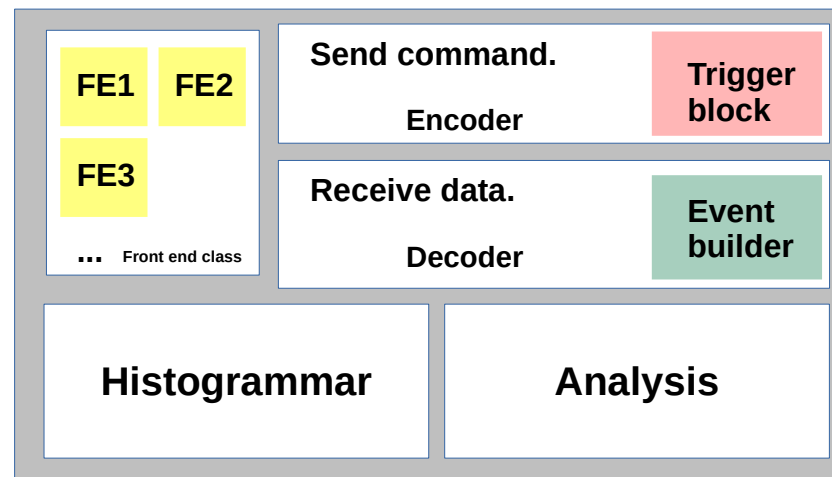 FE1 FE2
FE3
... Front end class
Send command.
Encoder
Trigger
block
Receive data.
Decoder
Event
builder
Histogrammar
Analysis